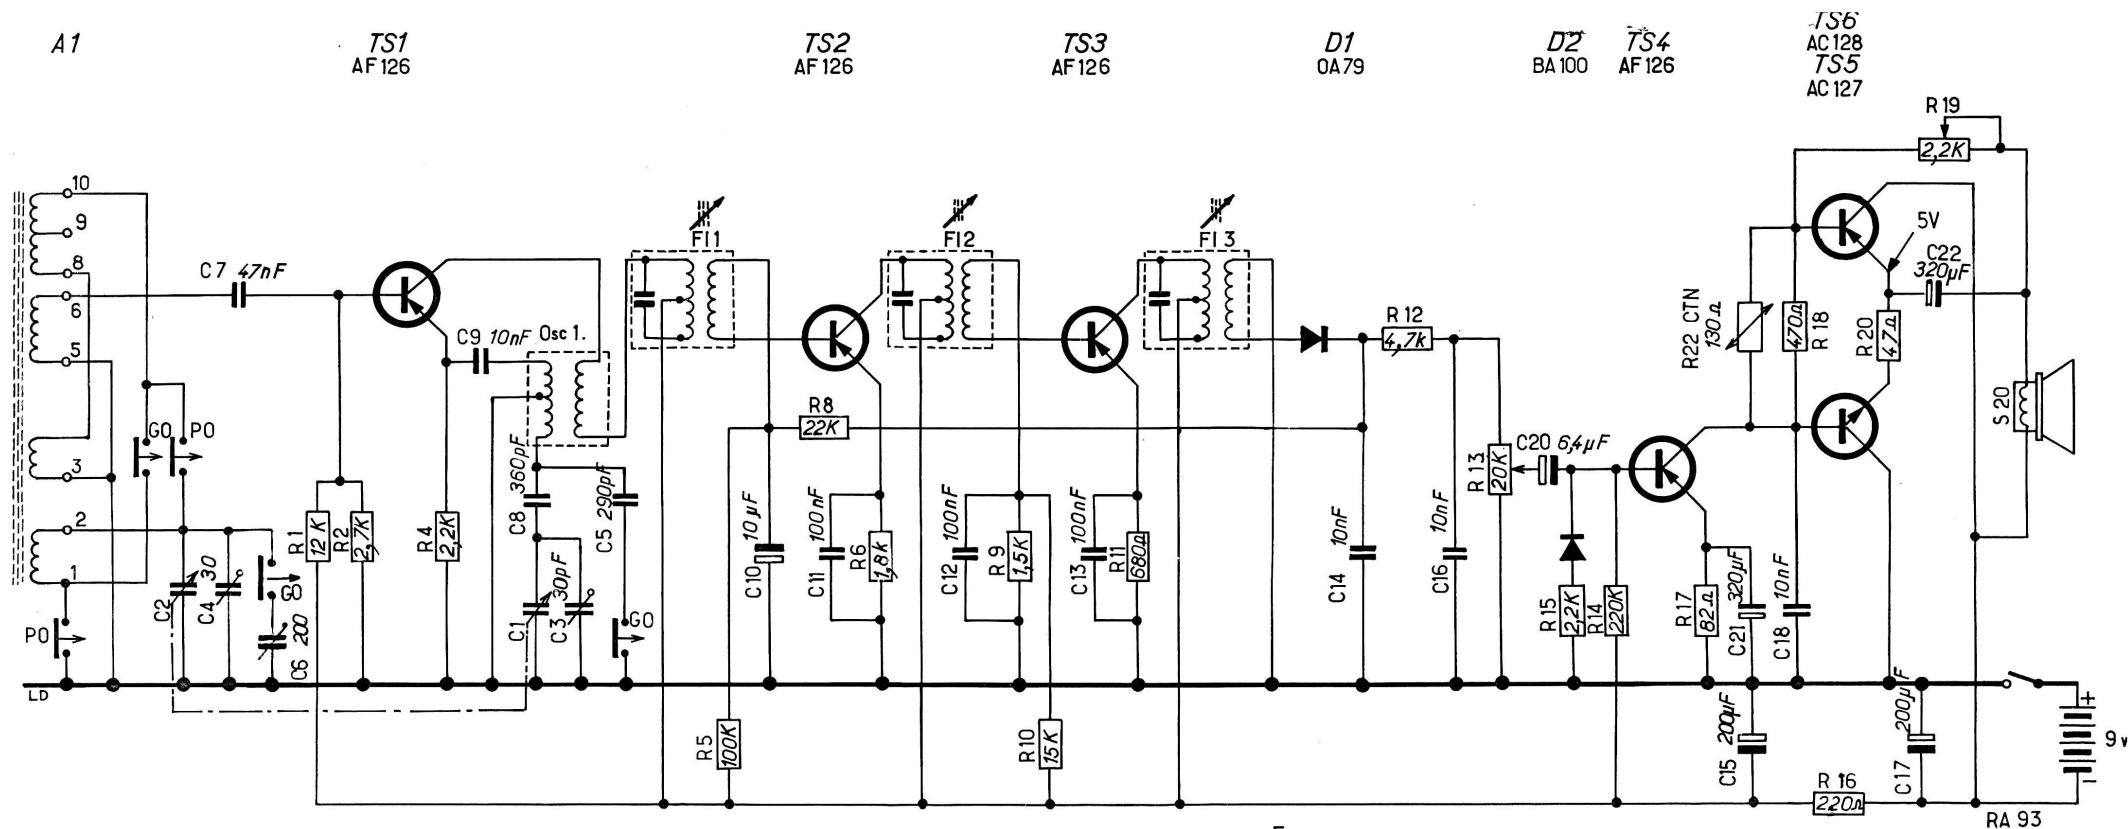 A1
TS1
AF126
TS2
AF126
TS3
AF126
D1
OA79
D2
BA100
TS4
AF126
TS6
AC128
TS5
AC127
R19
2,2K
10
9
8
6
5
3
2
1
C7 47nF
C9 10nF
Osc 1.
FI1
FI2
FI3
5V
C22
320µF
R22 CTN
130Ω
470Ω
R18
R20
47Ω
S20
R12
4,7k
R8
22K
GO
PO
C8
360pF
C5
290pF
R1
12K
R2
2,7K
R4
2,2K
C10
10µF
C11
100nF
R6
1,8k
C12
100nF
R9
1,5K
C13
100nF
R11
680Ω
C14
10nF
C16
10nF
R13
20K
C20 6,4µF
R15
2,2K
R14
220K
R17
82Ω
C21
320µF
C18
10nF
C2
C4
30
GO
C6
200
C1
C3
30pF
GO
PO
LD
R5
100K
R10
15K
C15
200µF
C17
200µF
R16
220Ω
+
9v
-
RA 93